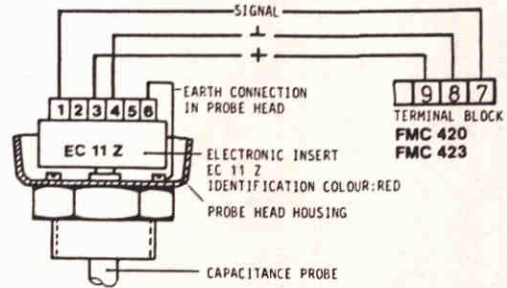 SIGNAL
⊥
+
1 2 3 4 5 6
EARTH CONNECTION
IN PROBE HEAD
9 8 7
TERMINAL BLOCK
FMC 420
FMC 423
EC 11 Z
ELECTRONIC INSERT
EC 11 Z
IDENTIFICATION COLOUR:RED
PROBE HEAD HOUSING
CAPACITANCE PROBE